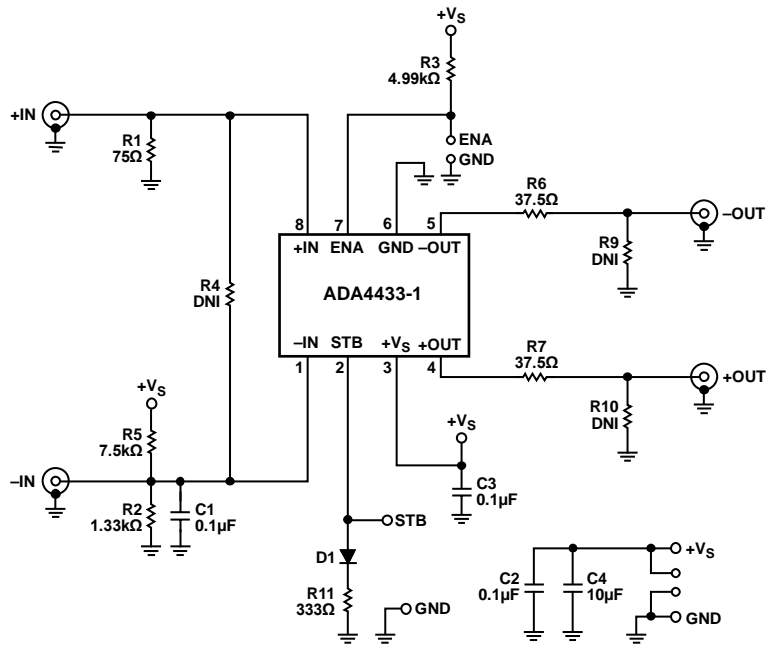 +VS
R3
4.99kΩ
+IN
R1
75Ω
ENA
GND
R6
37.5Ω
–OUT
8 7 6 5
+IN ENA GND –OUT
R9
DNI
R4
DNI
ADA4433-1
–IN STB +VS +OUT
1 2 3 4
R7
37.5Ω
+OUT
+VS
R10
DNI
R5
7.5kΩ
+VS
–IN
R2
1.33kΩ
C1
0.1µF
C3
0.1µF
STB
D1
R11
333Ω
GND
C2
0.1µF
C4
10µF
+VS
GND